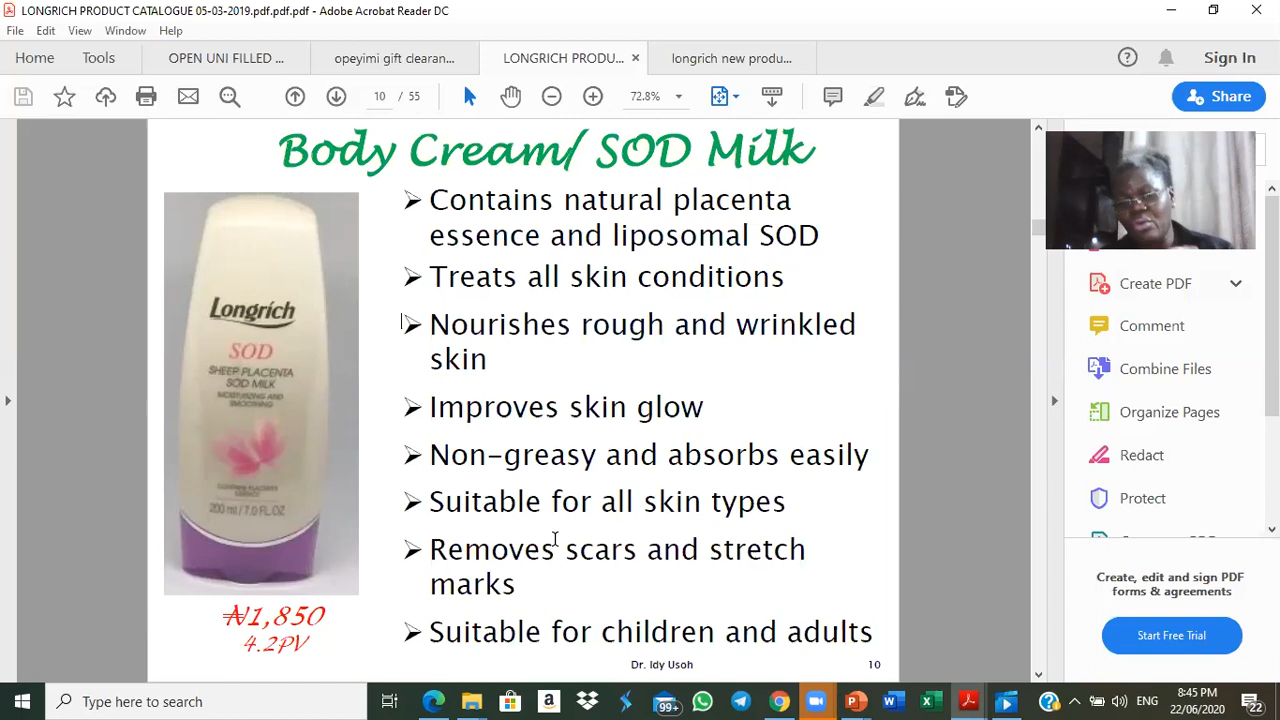 LONGRICH PRODUCT CATALOGUE 05-03-2019.pdf.pdf.pdf - Adobe Acrobat Reader DC
File Edit View Window Help
Home Tools OPEN UNI FILLED ... opeyimi gift clearan... LONGRICH PRODU... × longrich new produ... Sign In
10 / 55 72.8% Share
Body Cream/ SOD Milk
➢ Contains natural placenta
essence and liposomal SOD
➢ Treats all skin conditions
➢ Nourishes rough and wrinkled
skin
➢ Improves skin glow
➢ Non-greasy and absorbs easily
➢ Suitable for all skin types
➢ Removes scars and stretch
marks
➢ Suitable for children and adults
Longrich
SOD
SHEEP PLACENTA
SOD MILK
MOISTURIZING AND
SMOOTHING
200 ml / 7.0 FL.OZ
₦1,850
4.2PV
Dr. Idy Usoh 10
Create PDF
Comment
Combine Files
Organize Pages
Redact
Protect
Create, edit and sign PDF
forms & agreements
Start Free Trial
Type here to search
99+
ENG
8:45 PM
22/06/2020
22